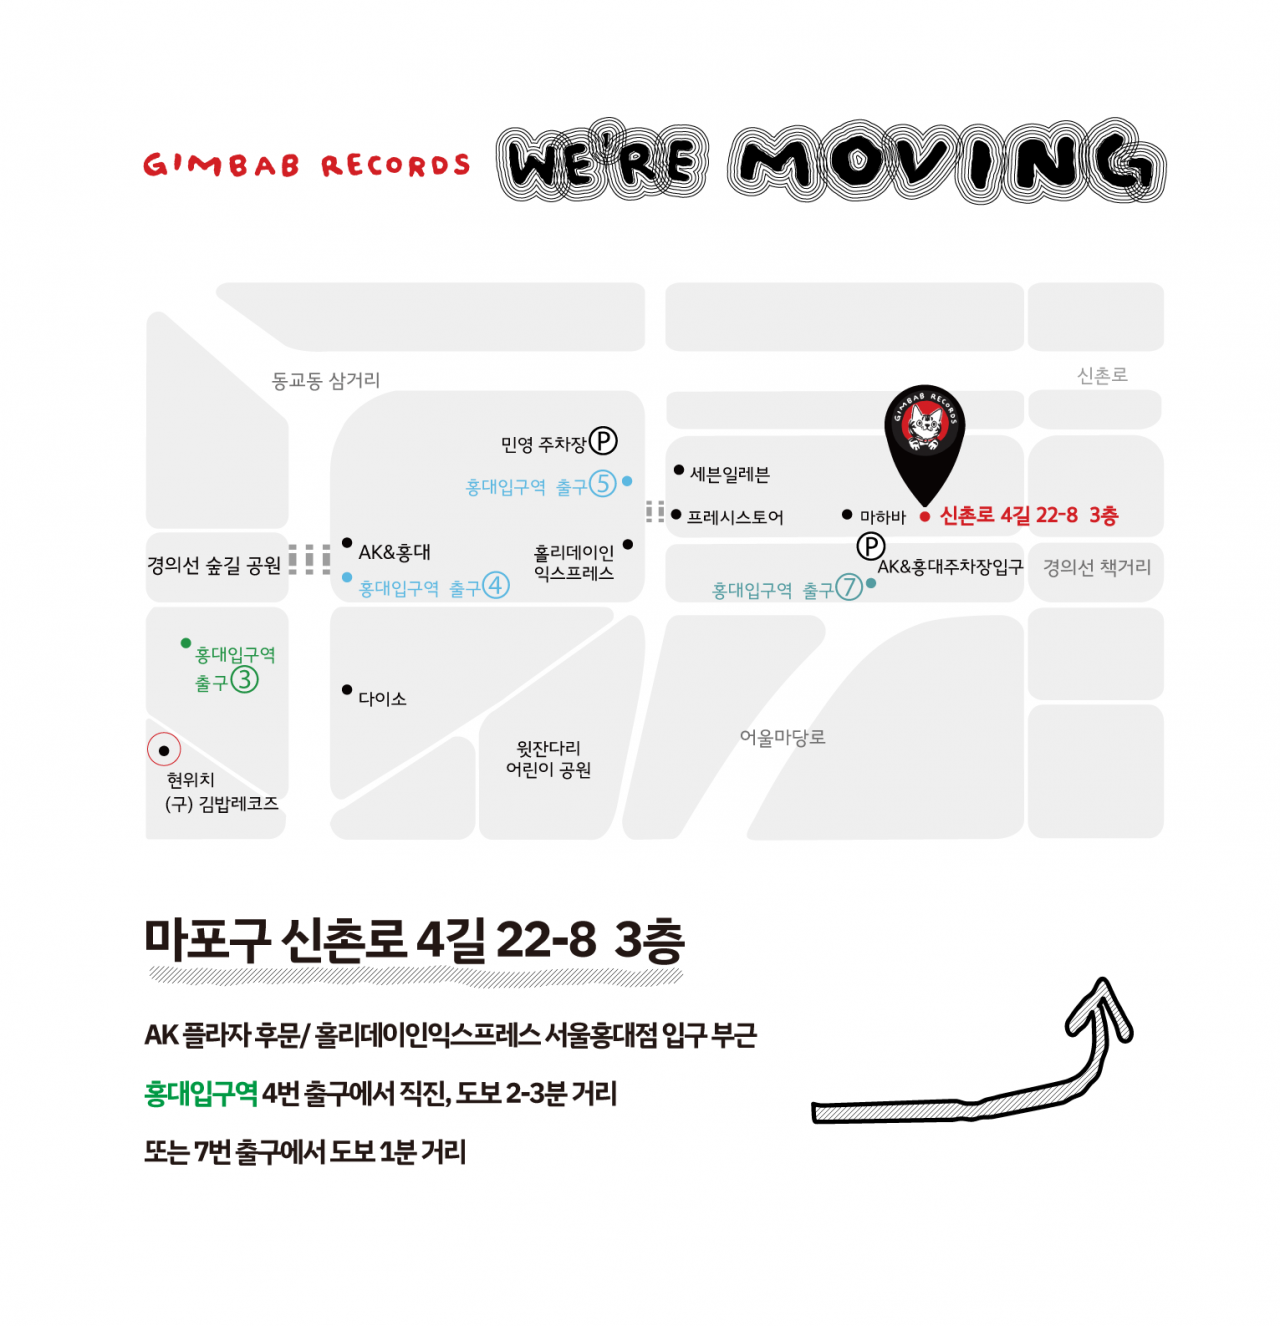 GIMBAB RECORDS WE'RE MOVING
동교동 삼거리
신촌로
GIMBAB RECORDS
민영 주차장 P
홍대입구역 출구 5
세븐일레븐
프레시스토어
마하바
신촌로 4길 22-8 3층
AK&홍대
홀리데이인
익스프레스
P
AK&홍대주차장입구
경의선 숲길 공원
경의선 책거리
홍대입구역 출구 4
홍대입구역 출구 7
홍대입구역
출구 3
다이소
어울마당로
윗잔다리
어린이 공원
현위치
(구) 김밥레코즈
마포구 신촌로 4길 22-8 3층
AK 플라자 후문/ 홀리데이인익스프레스 서울홍대점 입구 부근
홍대입구역 4번 출구에서 직진, 도보 2-3분 거리
또는 7번 출구에서 도보 1분 거리